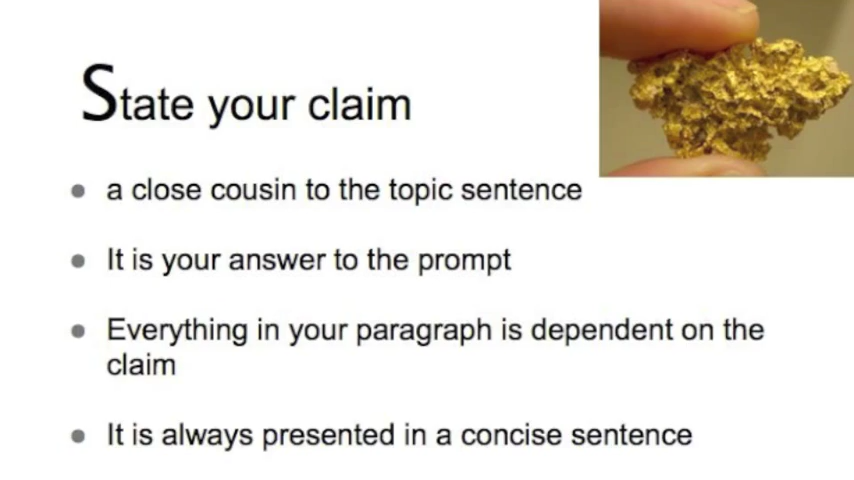 State your claim
a close cousin to the topic sentence
It is your answer to the prompt
Everything in your paragraph is dependent on the
claim
It is always presented in a concise sentence